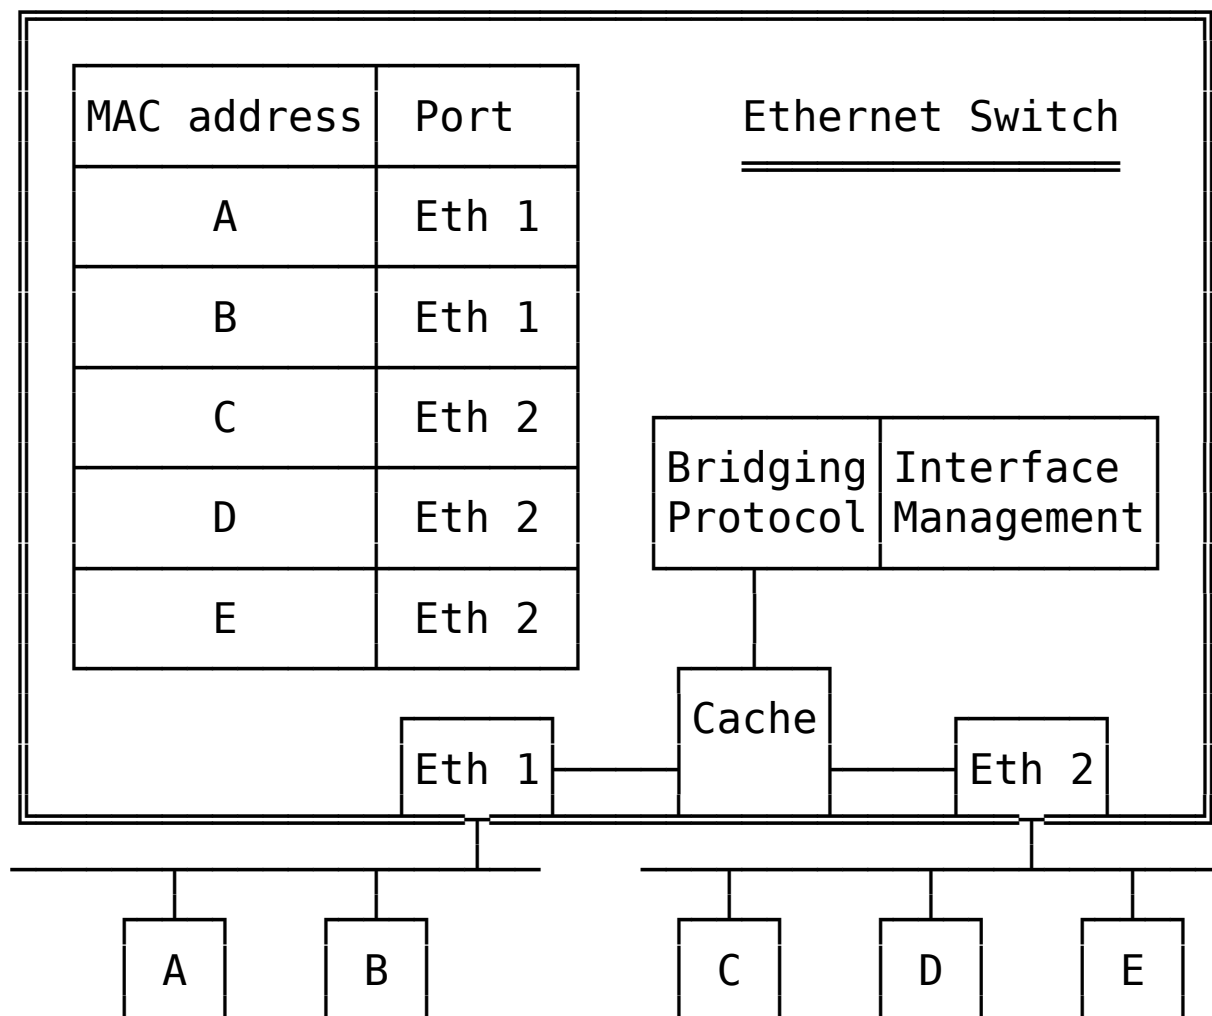 MAC address Port
Ethernet Switch
A Eth 1
B Eth 1
C Eth 2
D Eth 2
E Eth 2
Bridging Protocol
Interface Management
Cache
Eth 1
Eth 2
A B C D E